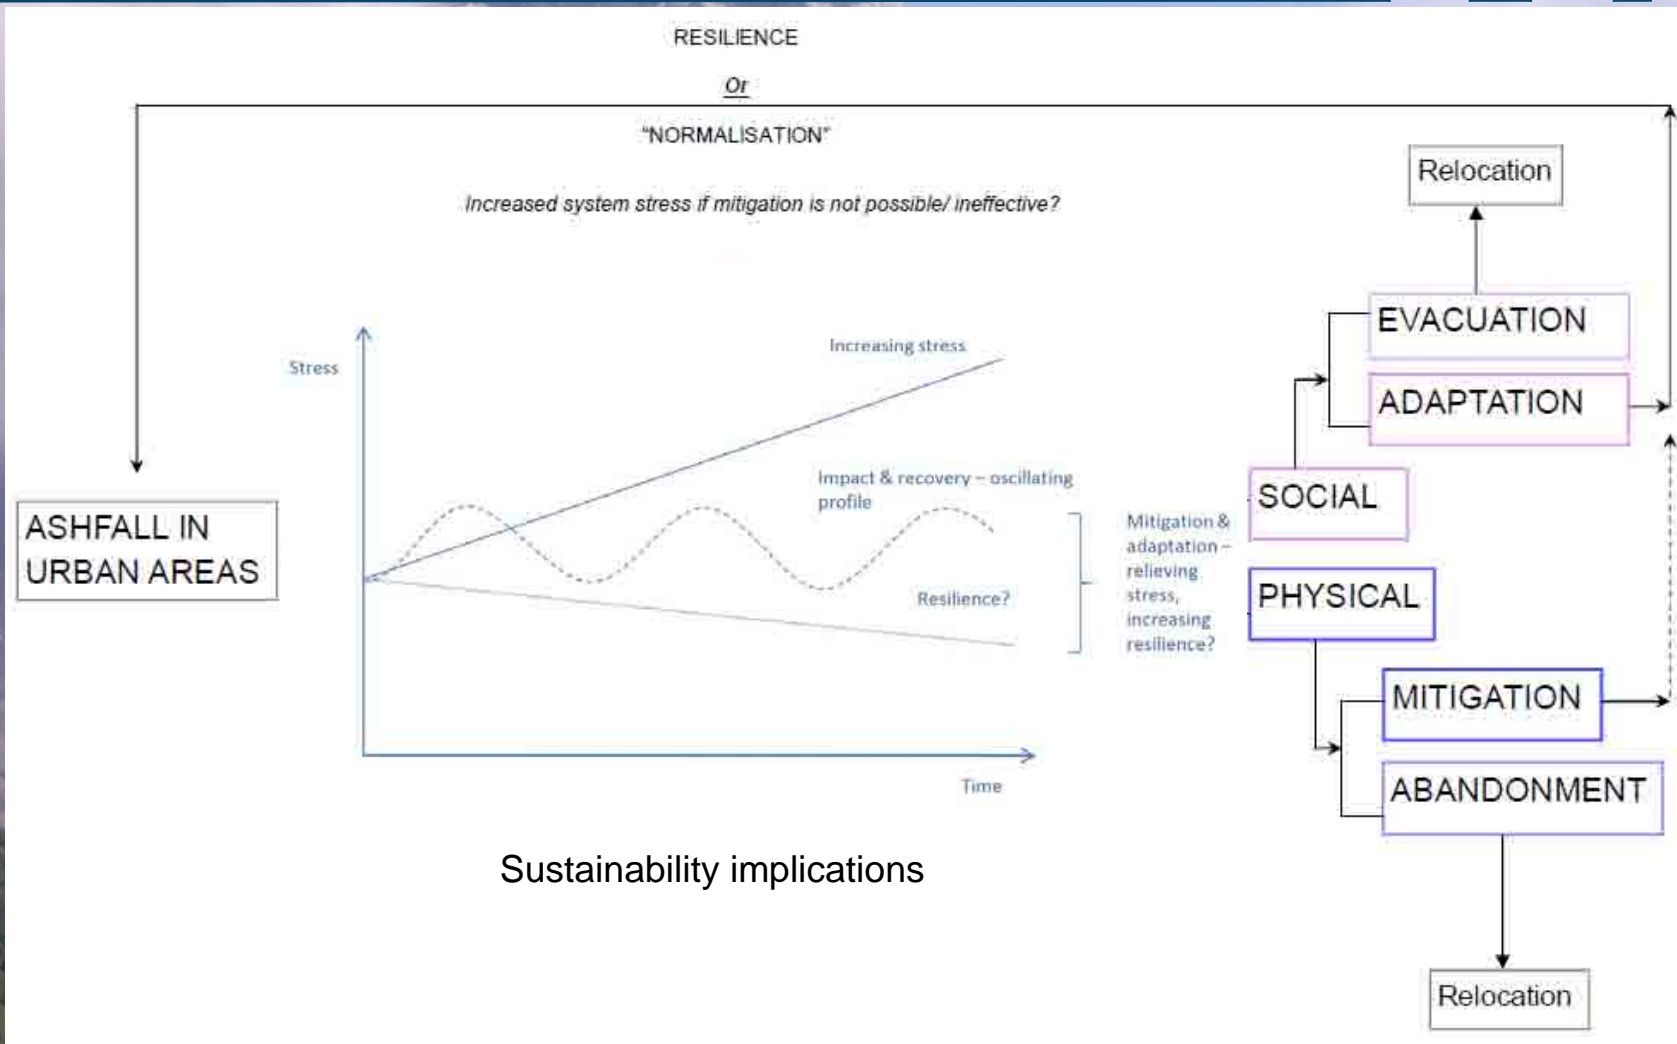 RESILIENCE
Or
"NORMALISATION"
Increased system stress if mitigation is not possible/ ineffective?
Relocation
EVACUATION
ADAPTATION
Stress
Increasing stress
Impact & recovery – oscillating
profile
Resilience?
Mitigation &
adaptation –
relieving
stress,
increasing
resilience?
ASHFALL IN
URBAN AREAS
SOCIAL
PHYSICAL
MITIGATION
ABANDONMENT
Time
Sustainability implications
Relocation